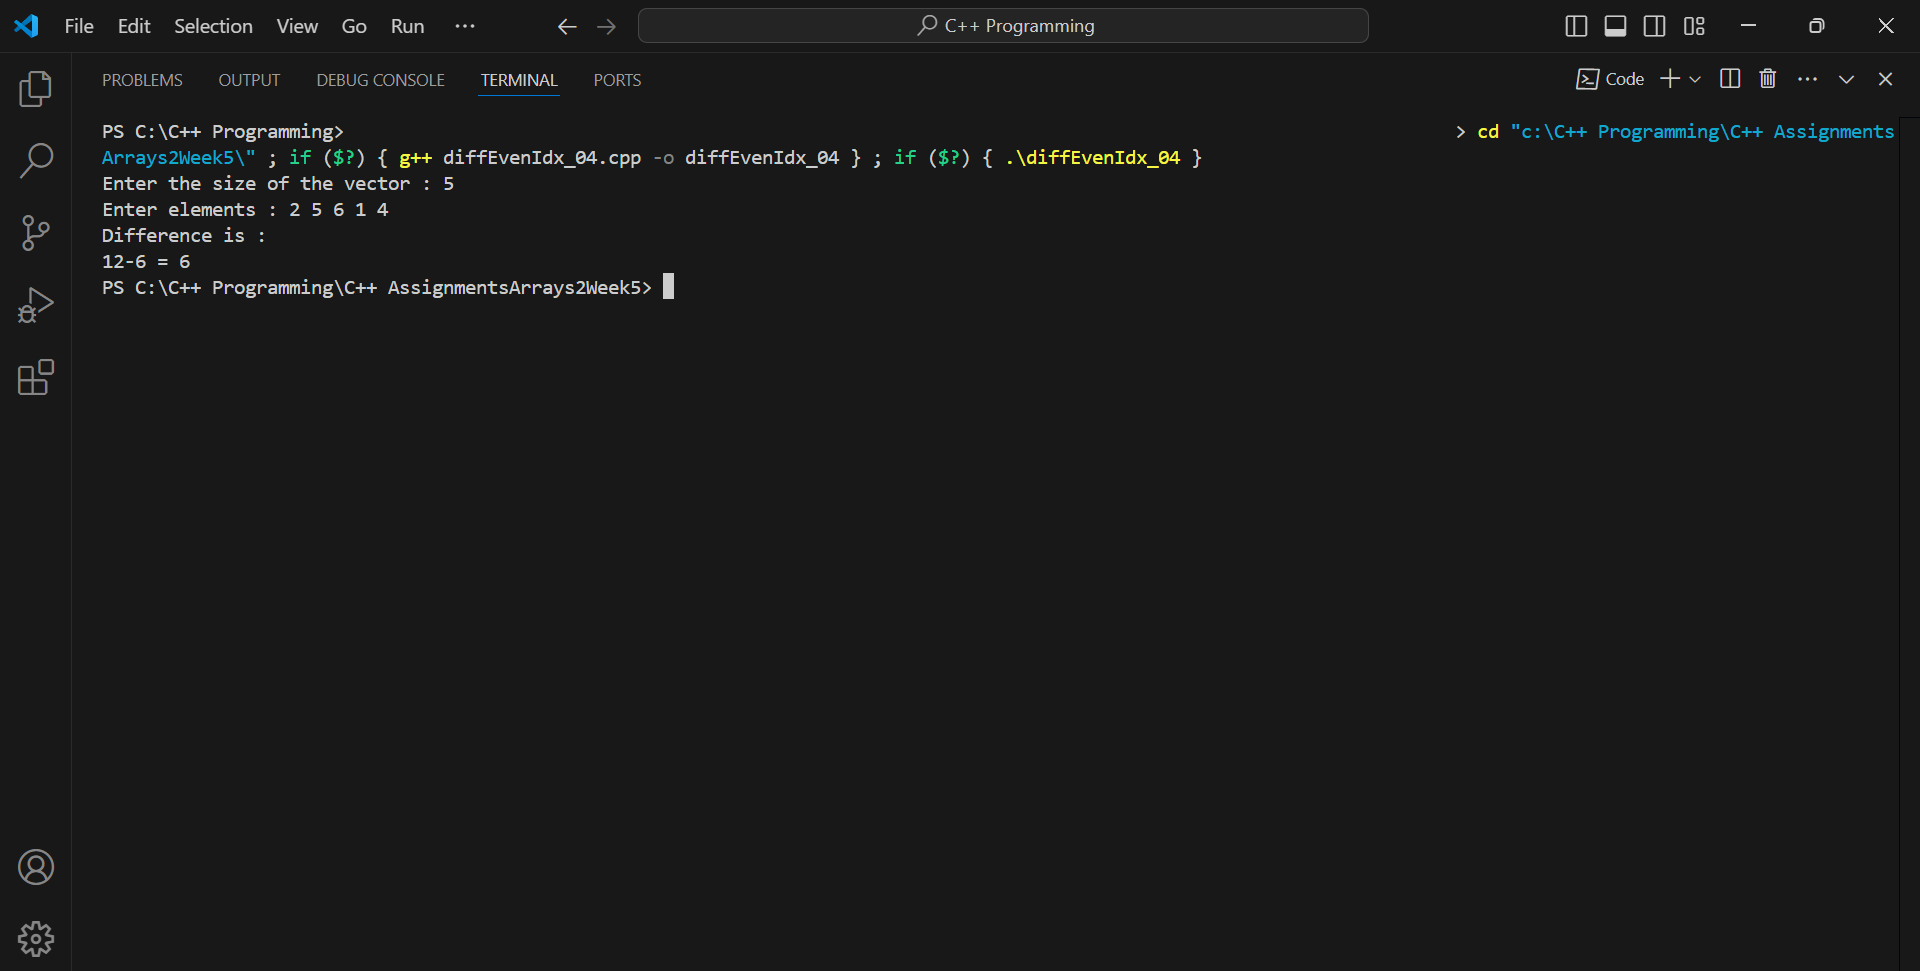 File Edit Selection View Go Run ··· C++ Programming
PROBLEMS OUTPUT DEBUG CONSOLE TERMINAL PORTS Code
PS C:\C++ Programming> > cd "c:\C++ Programming\C++ Assignments
Arrays2Week5\" ; if ($?) { g++ diffEvenIdx_04.cpp -o diffEvenIdx_04 } ; if ($?) { .\diffEvenIdx_04 }
Enter the size of the vector : 5
Enter elements : 2 5 6 1 4
Difference is :
12-6 = 6
PS C:\C++ Programming\C++ AssignmentsArrays2Week5>